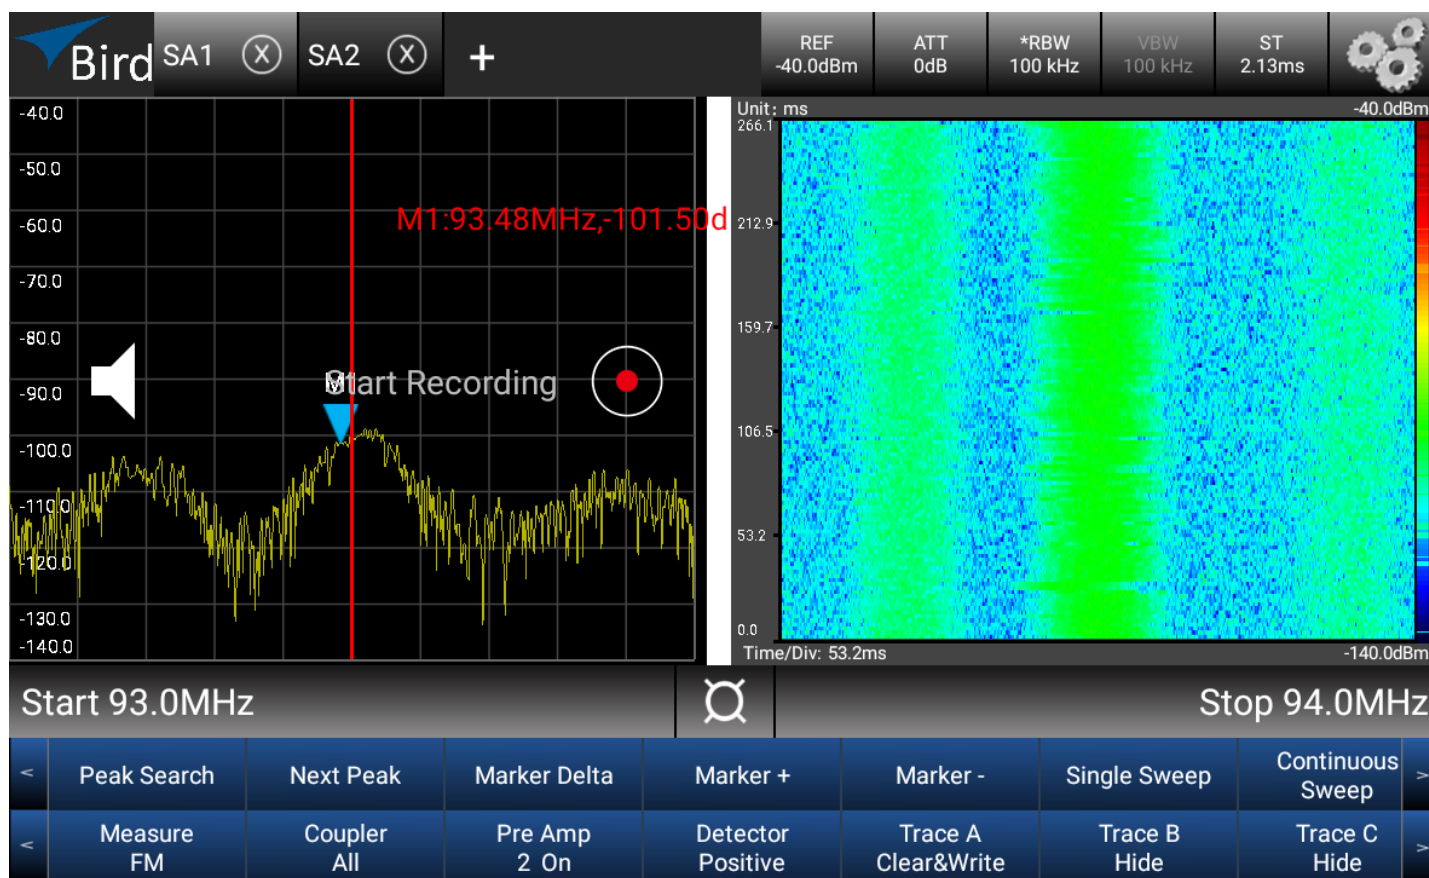 Bird
SA1 X
SA2 X
+
REF
-40.0dBm
ATT
0dB
*RBW
100 kHz
VBW
100 kHz
ST
2.13ms
-40.0
-50.0
-60.0
-70.0
-80.0
-90.0
-100.0
-110.0
-120.0
-130.0
-140.0
M1:93.48MHz,-101.50d
Start Recording
Unit: ms
-40.0dBm
266.1
212.9
159.7
106.5
53.2
0.0
Time/Div: 53.2ms
-140.0dBm
Start 93.0MHz
Stop 94.0MHz
<
Peak Search
Next Peak
Marker Delta
Marker +
Marker -
Single Sweep
Continuous
Sweep
>
<
Measure
FM
Coupler
All
Pre Amp
2 On
Detector
Positive
Trace A
Clear&Write
Trace B
Hide
Trace C
Hide
>